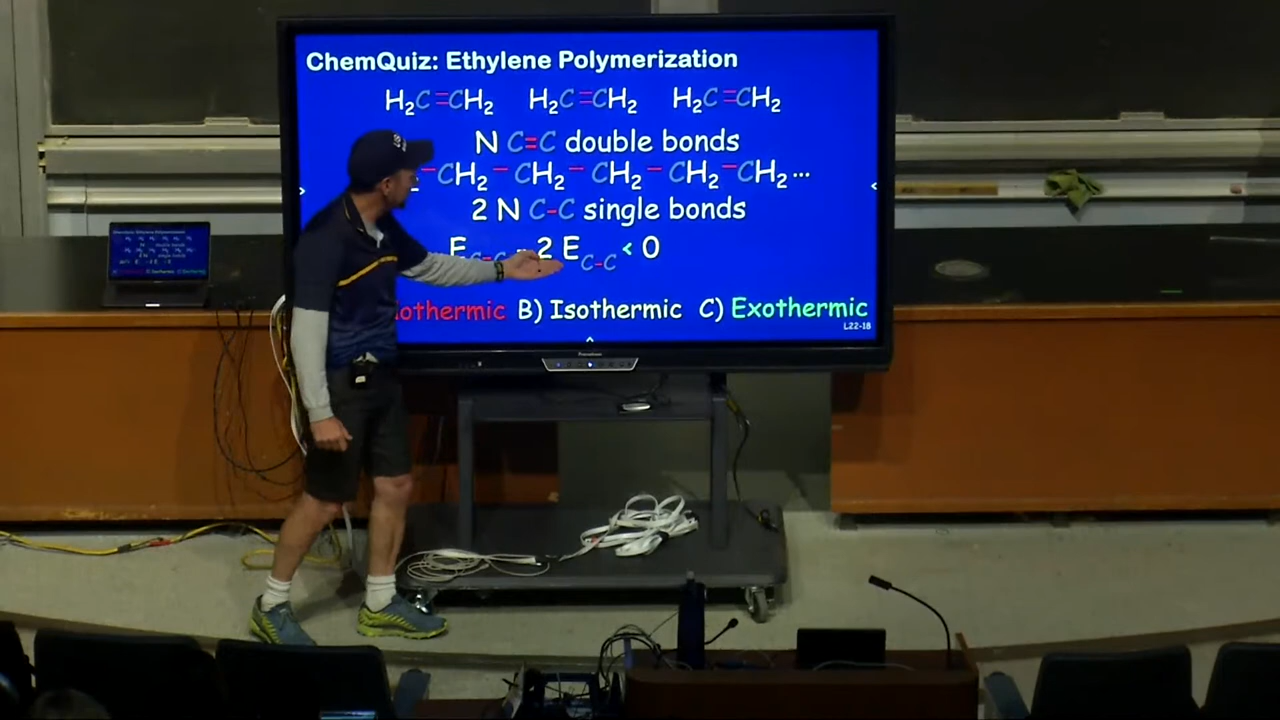 ChemQuiz: Ethylene Polymerization
H₂C=CH₂ H₂C=CH₂ H₂C=CH₂
N C=C double bonds
-CH₂-CH₂-CH₂-CH₂-CH₂...
2 N C-C single bonds
E - 2 E C-C < 0
othermic B) Isothermic C) Exothermic
L22-18